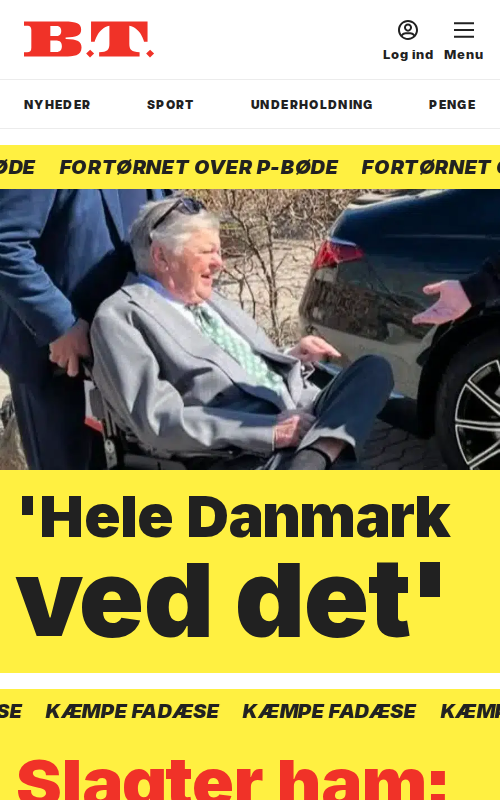 B.T.
Log ind
Menu
NYHEDER
SPORT
UNDERHOLDNING
PENGE
FORTØRNET OVER P-BØDE
'Hele Danmark
ved det'
KÆMPE FADÆSE KÆMPE FADÆSE
Slagter ham: